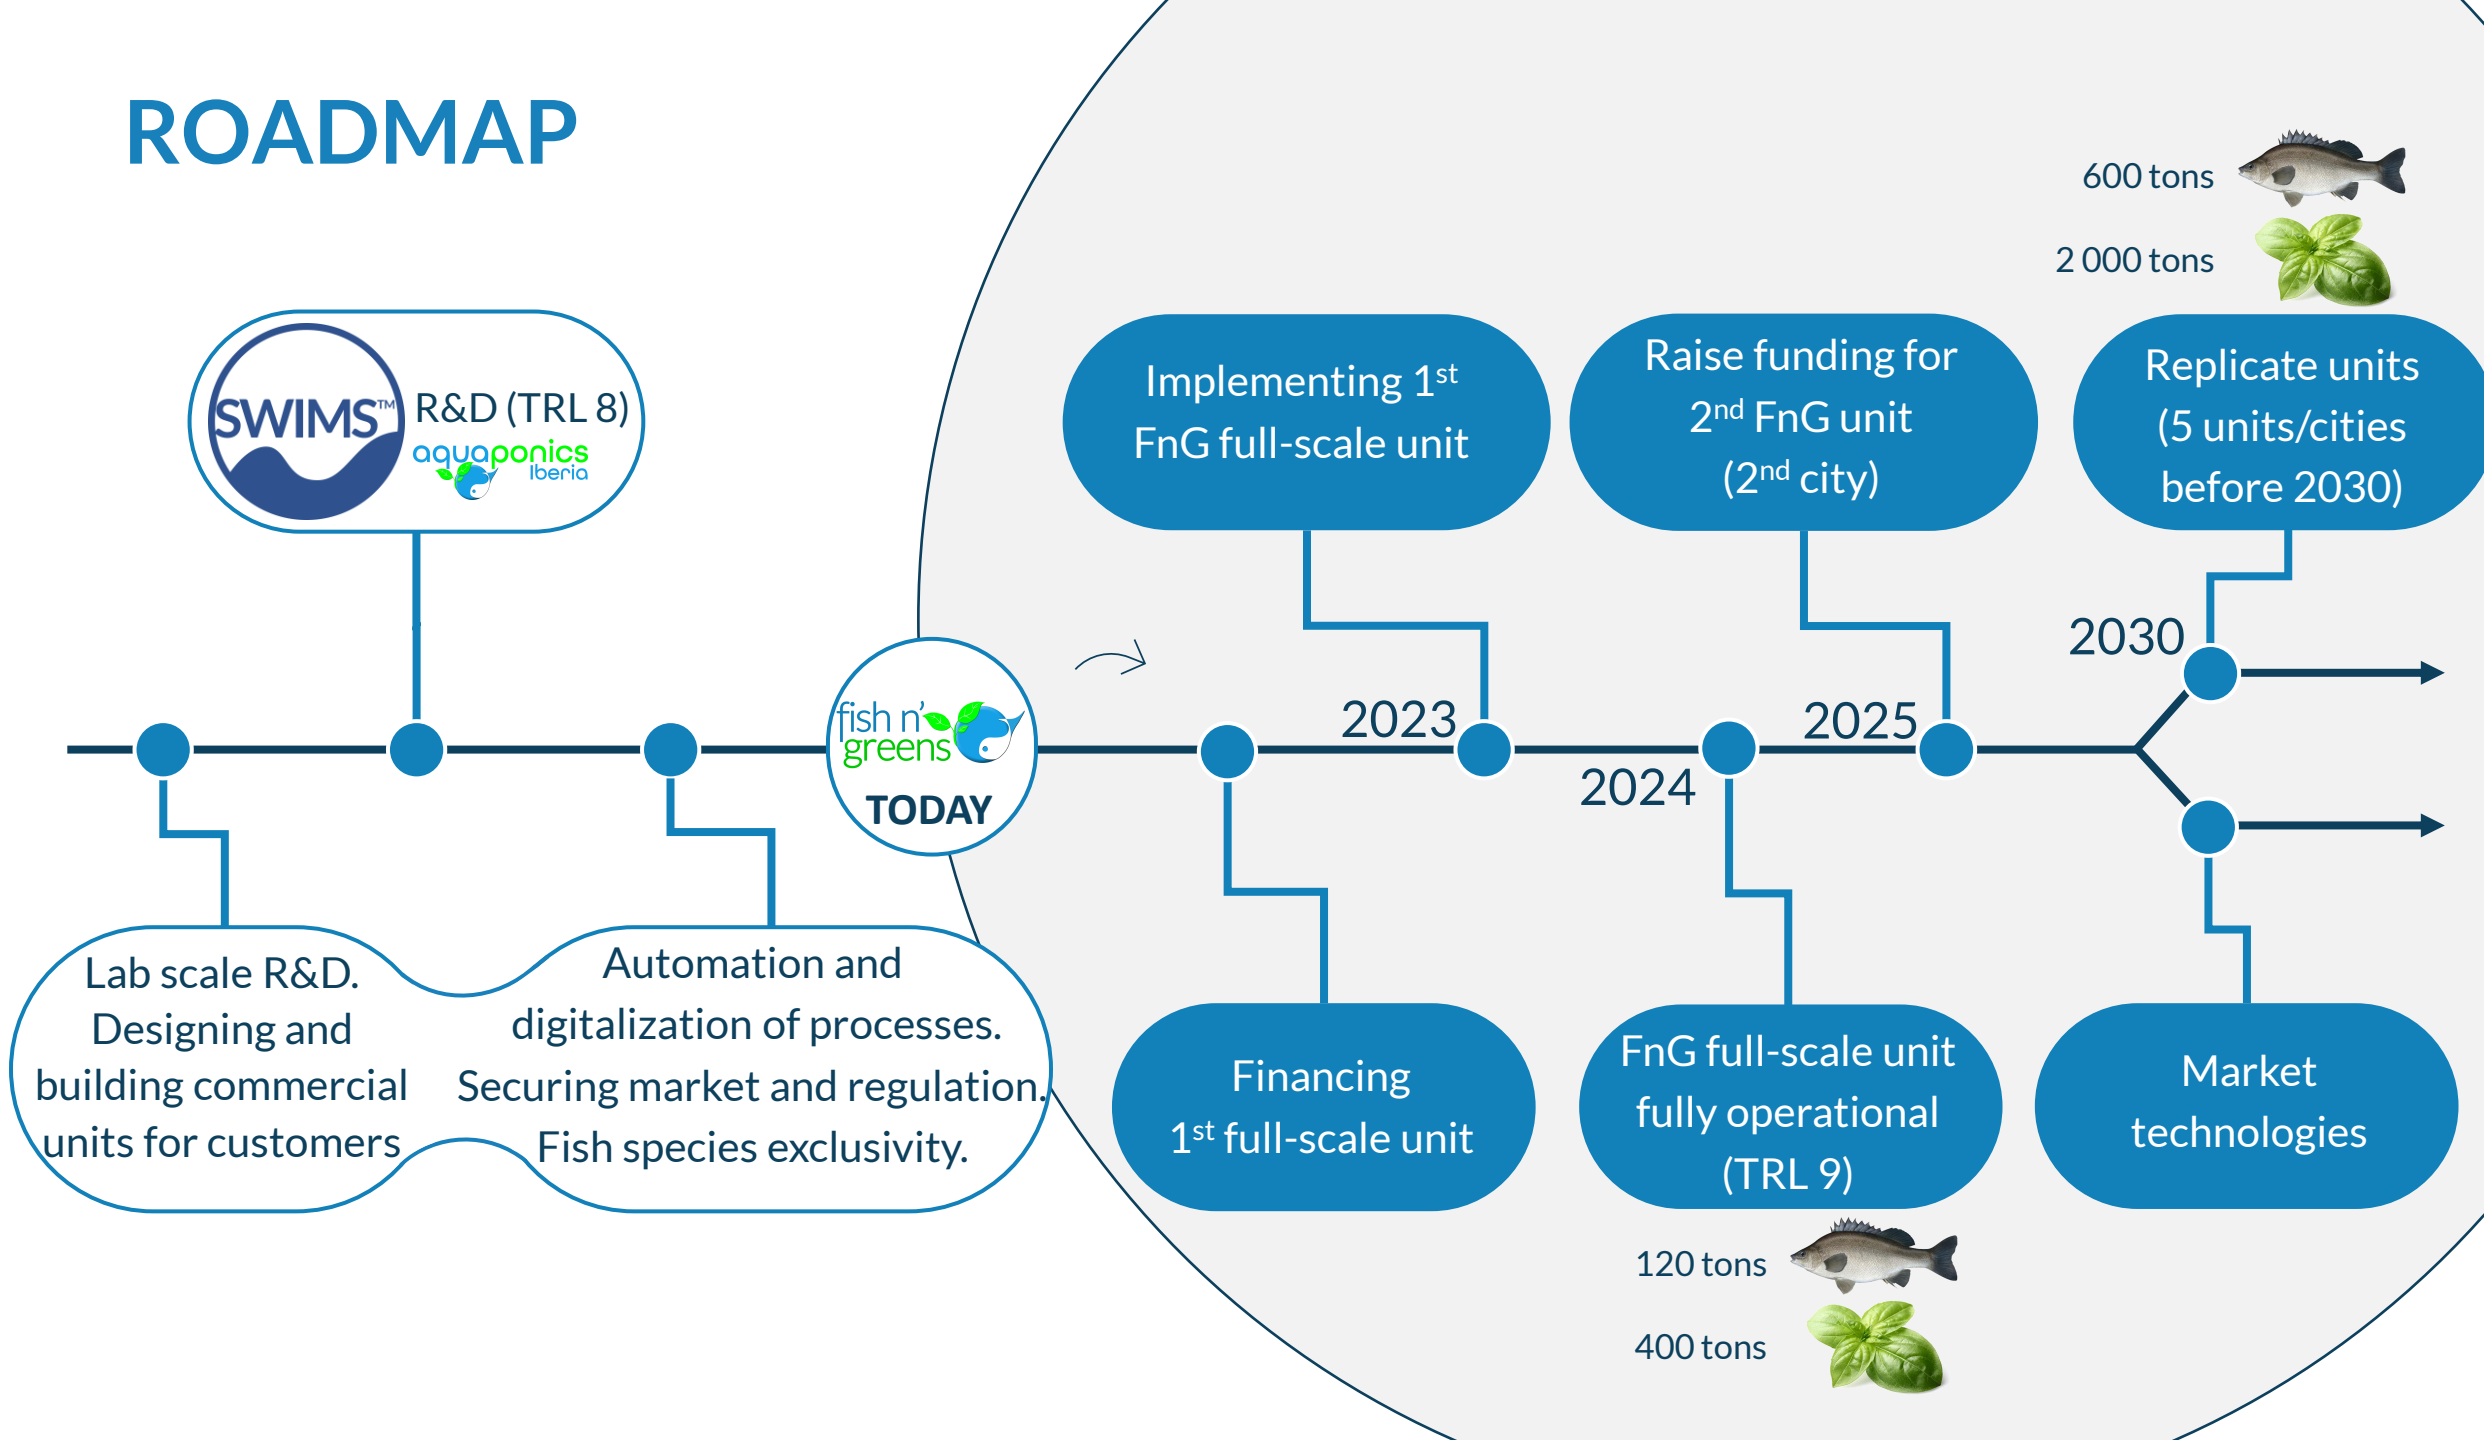 ROADMAP
600 tons
2 000 tons
SWIMS™
R&D (TRL 8)
aquaponics
Iberia
Implementing 1st
FnG full-scale unit
Raise funding for
2nd FnG unit
(2nd city)
Replicate units
(5 units/cities
before 2030)
fish n'
greens
TODAY
2023
2024
2025
2030
Lab scale R&D.
Designing and
building commercial
units for customers
Automation and
digitalization of processes.
Securing market and regulation.
Fish species exclusivity.
Financing
1st full-scale unit
FnG full-scale unit
fully operational
(TRL 9)
Market
technologies
120 tons
400 tons